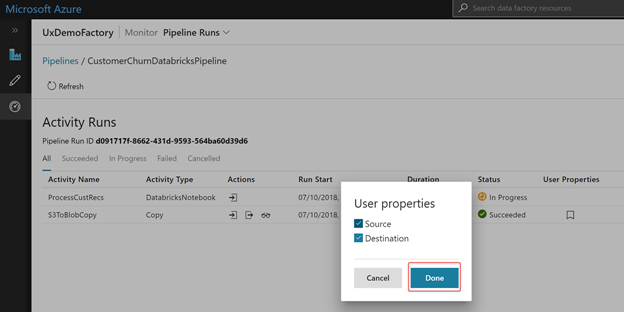 Microsoft Azure
Search data factory resources
UxDemoFactory Monitor Pipeline Runs
Pipelines / CustomerChurnDatabricksPipeline
Refresh
Activity Runs
Pipeline Run ID d091717f-8662-431d-9593-564ba60d39d6
All Succeeded In Progress Failed Cancelled
Activity Name Activity Type Actions Run Start Duration Status User Properties
ProcessCustRecs DatabricksNotebook 07/10/2018, In Progress
S3ToBlobCopy Copy 07/10/2018, Succeeded
User properties
Source
Destination
Cancel Done